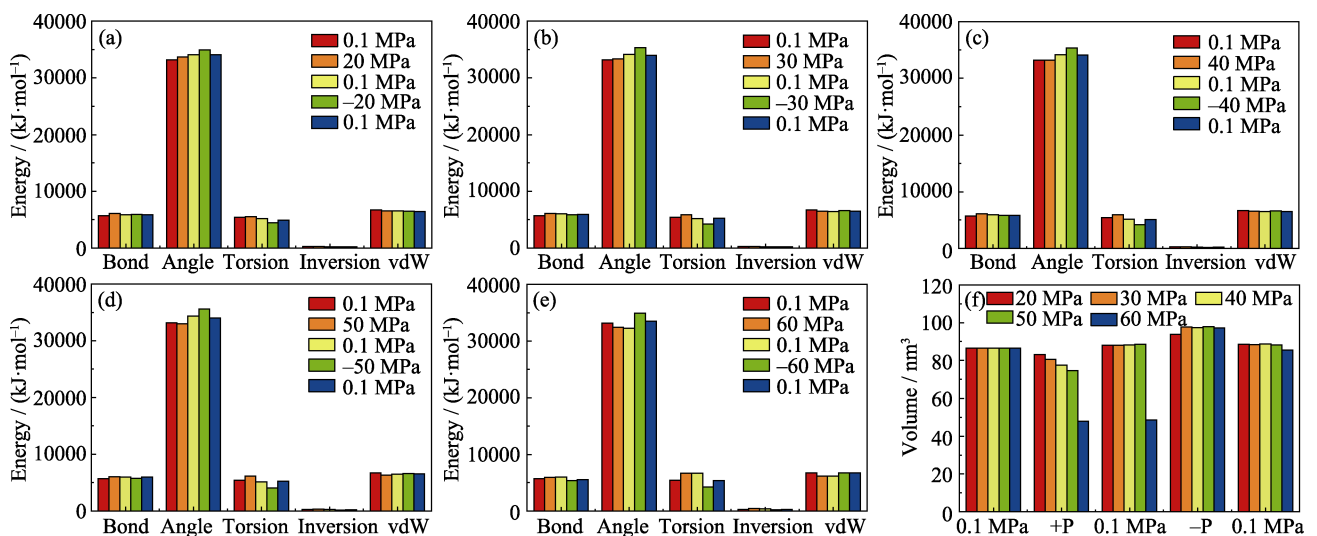 (a)
0.1 MPa
20 MPa
0.1 MPa
–20 MPa
0.1 MPa
Energy / (kJ·mol⁻¹)
40000
30000
20000
10000
0
Bond Angle Torsion Inversion vdW
(b)
0.1 MPa
30 MPa
0.1 MPa
–30 MPa
0.1 MPa
Energy / (kJ·mol⁻¹)
40000
30000
20000
10000
0
Bond Angle Torsion Inversion vdW
(c)
0.1 MPa
40 MPa
0.1 MPa
–40 MPa
0.1 MPa
Energy / (kJ·mol⁻¹)
40000
30000
20000
10000
0
Bond Angle Torsion Inversion vdW
(d)
0.1 MPa
50 MPa
0.1 MPa
–50 MPa
0.1 MPa
Energy / (kJ·mol⁻¹)
40000
30000
20000
10000
0
Bond Angle Torsion Inversion vdW
(e)
0.1 MPa
60 MPa
0.1 MPa
–60 MPa
0.1 MPa
Energy / (kJ·mol⁻¹)
40000
30000
20000
10000
0
Bond Angle Torsion Inversion vdW
(f)
20 MPa 30 MPa 40 MPa
50 MPa 60 MPa
Volume / nm³
120
100
80
60
40
20
0
0.1 MPa +P 0.1 MPa –P 0.1 MPa